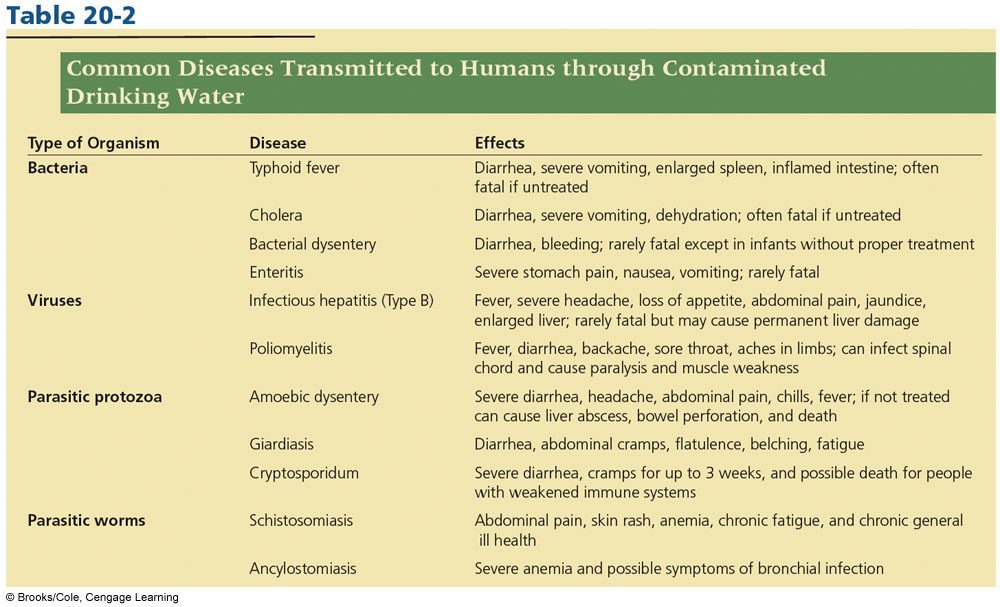 Table 20-2
Common Diseases Transmitted to Humans through Contaminated
Drinking Water
Type of Organism Disease Effects
Bacteria Typhoid fever Diarrhea, severe vomiting, enlarged spleen, inflamed intestine; often
fatal if untreated
Cholera Diarrhea, severe vomiting, dehydration; often fatal if untreated
Bacterial dysentery Diarrhea, bleeding; rarely fatal except in infants without proper treatment
Enteritis Severe stomach pain, nausea, vomiting; rarely fatal
Viruses Infectious hepatitis (Type B) Fever, severe headache, loss of appetite, abdominal pain, jaundice,
enlarged liver; rarely fatal but may cause permanent liver damage
Poliomyelitis Fever, diarrhea, backache, sore throat, aches in limbs; can infect spinal
chord and cause paralysis and muscle weakness
Parasitic protozoa Amoebic dysentery Severe diarrhea, headache, abdominal pain, chills, fever; if not treated
can cause liver abscess, bowel perforation, and death
Giardiasis Diarrhea, abdominal cramps, flatulence, belching, fatigue
Cryptosporidum Severe diarrhea, cramps for up to 3 weeks, and possible death for people
with weakened immune systems
Parasitic worms Schistosomiasis Abdominal pain, skin rash, anemia, chronic fatigue, and chronic general
ill health
Ancylostomiasis Severe anemia and possible symptoms of bronchial infection
© Brooks/Cole, Cengage Learning